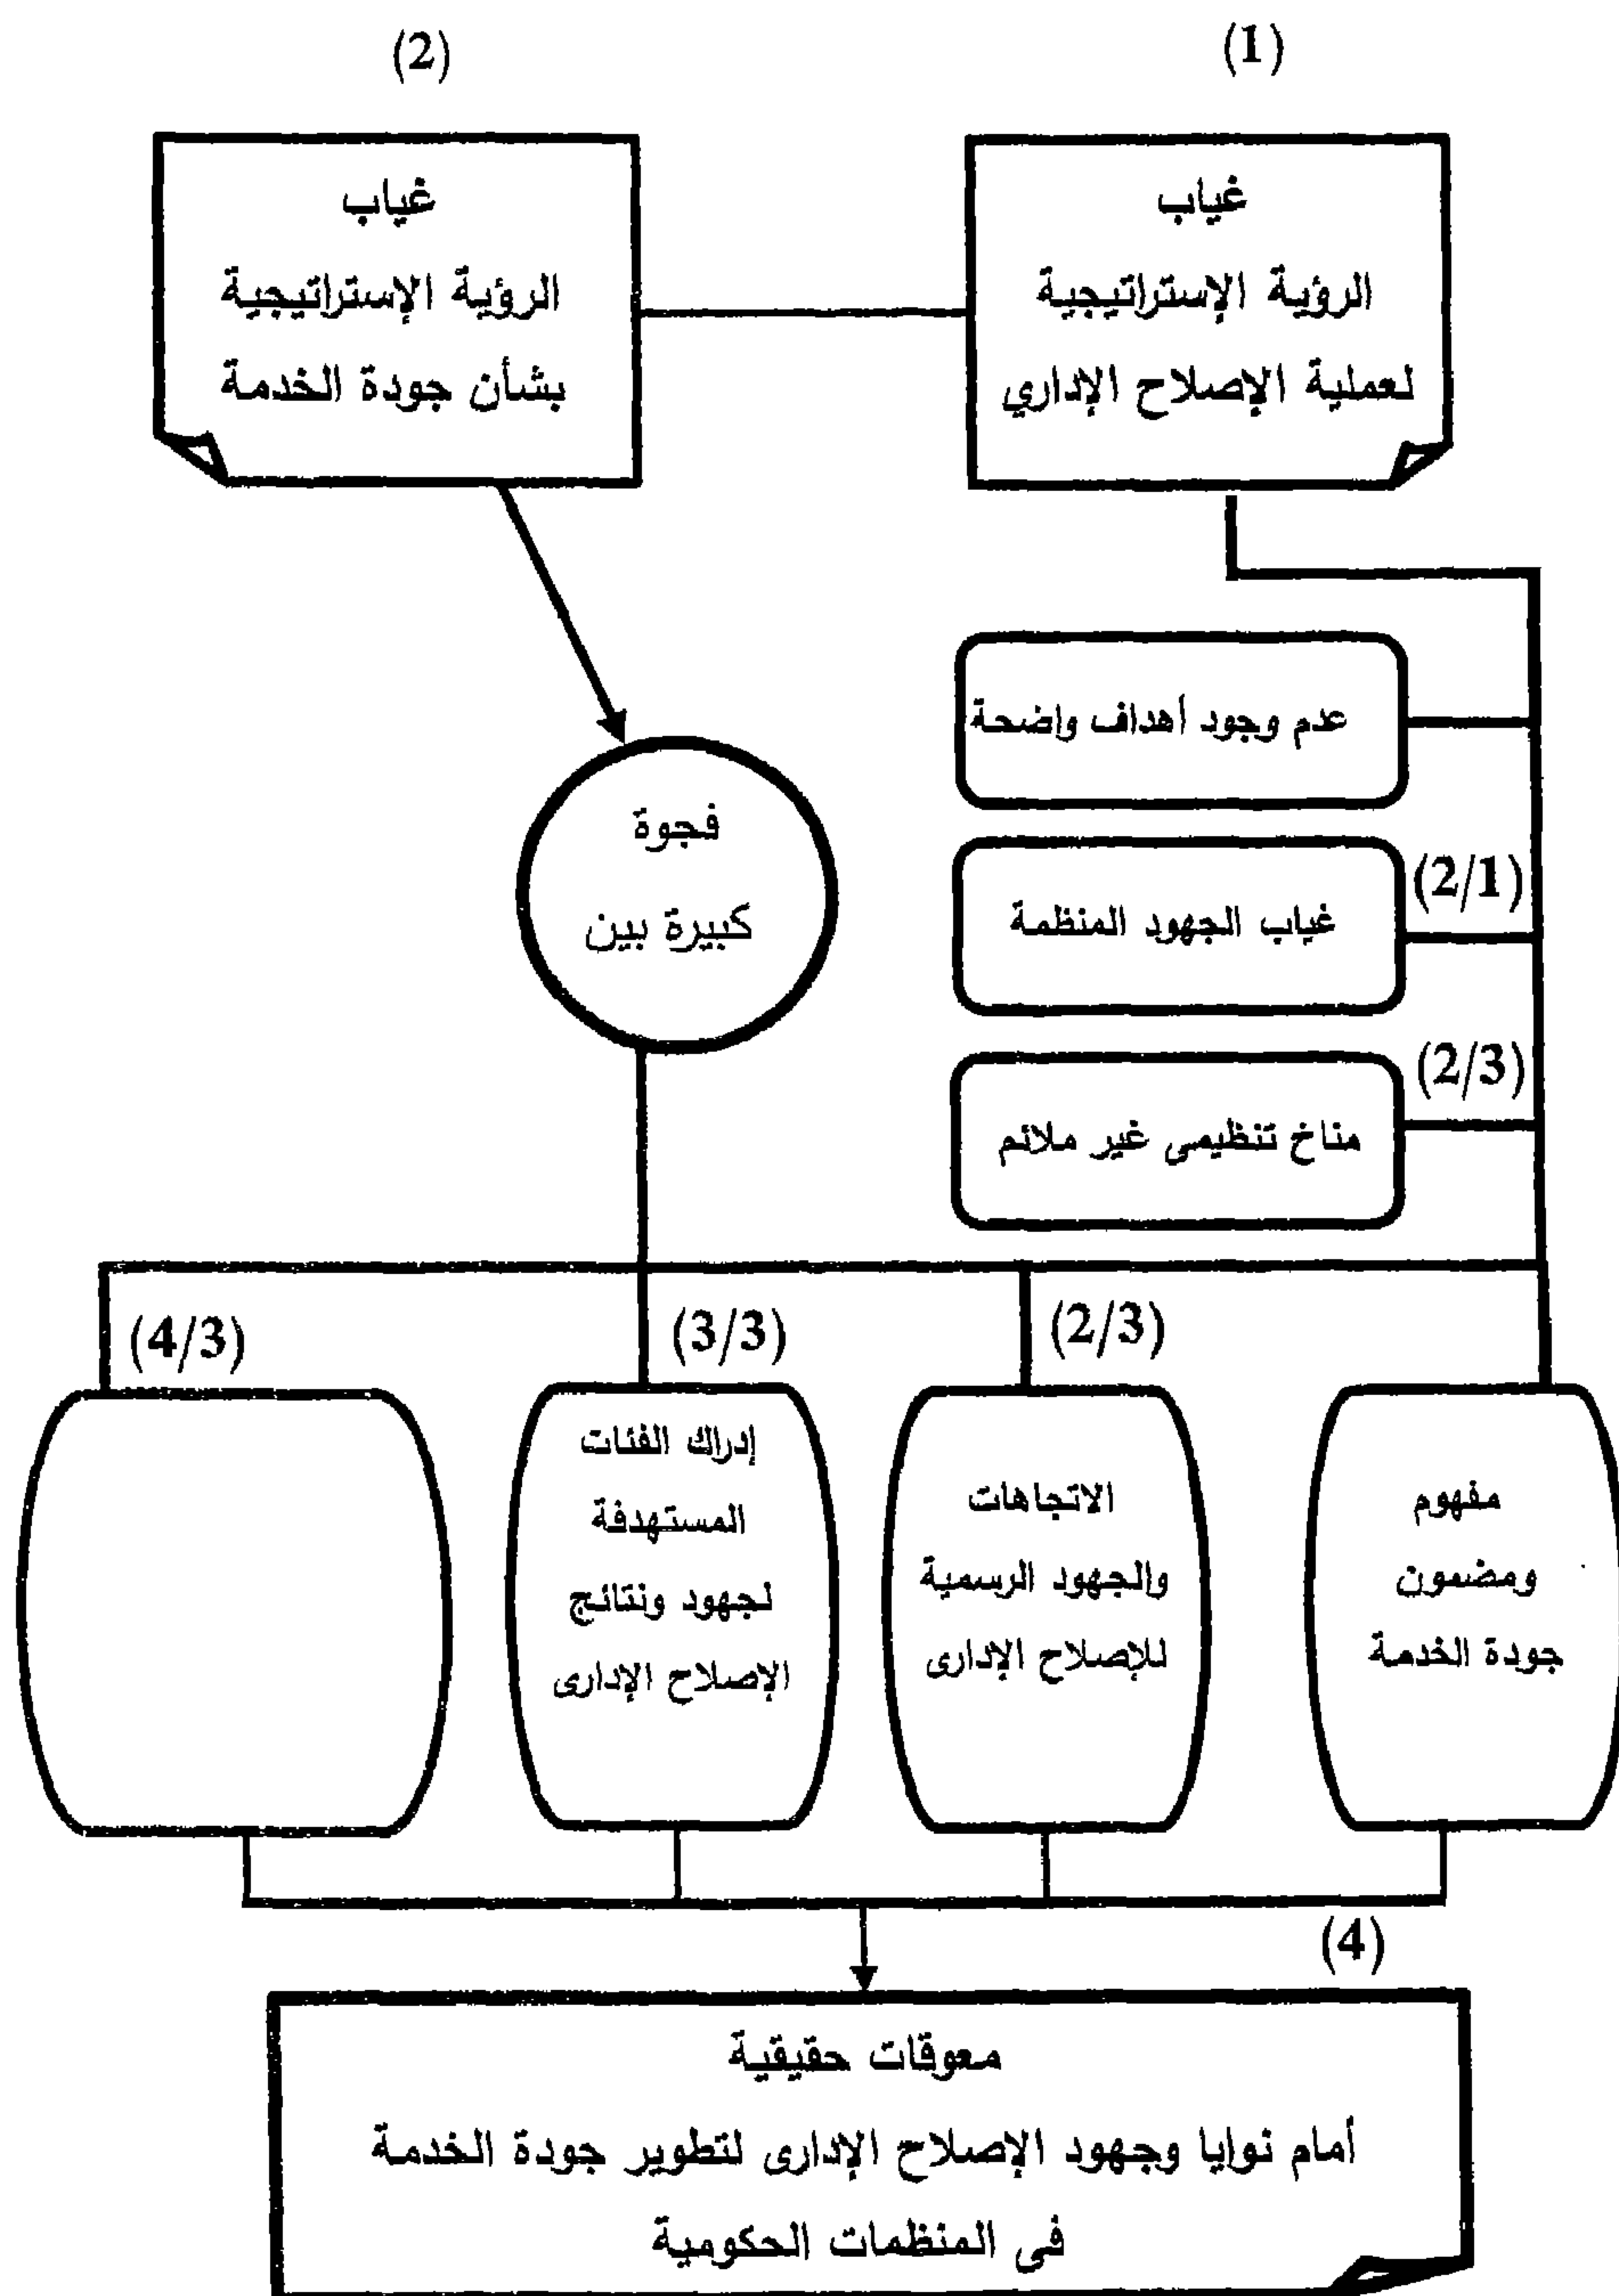 (1)
غياب
الرؤية الإستراتيجية
لعملية الإصلاح الإداري
(2)
غياب
الرؤية الإستراتيجية
بشأن جودة الخدمة
عدم وجود أهداف واضحة
(2/1)
غياب الجهود المنظمة
(2/3)
مناخ تنظيمى غير ملائم
فجوة
كبيرة بين
مفهوم
ومضمون
جودة الخدمة
(2/3)
الاتجاهات
والجهود الرسمية
للإصلاح الإدارى
(3/3)
إدراك الفئات
المستهدفة
لجهود ونتائج
الإصلاح الإدارى
(4/3)
(4)
معوقات حقيقية
أمام نوايا وجهود الإصلاح الإدارى لتطوير جودة الخدمة
فى المنظمات الحكومية